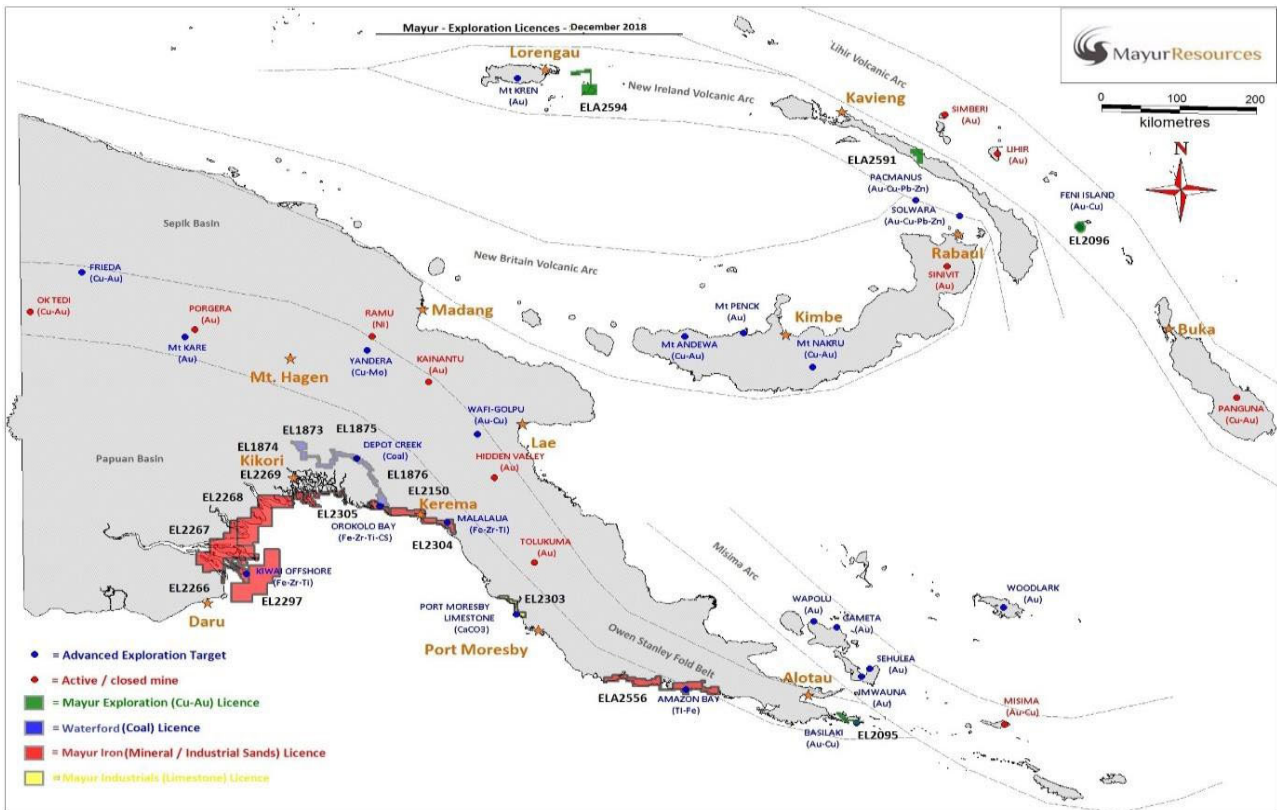 Mayur - Exploration Licences - December 2018
MayurResources
0 100 200
kilometres
N
Lorengau
Mt KREN
(Au)
ELA2594
New Ireland Volcanic Arc
Lihir Volcanic Arc
Kavieng
SIMBERI
(Au)
LIHIR
(Au)
ELA2591
PACMANUS
(Au-Cu-Pb-Zn)
SOLWARA
(Au-Cu-Pb-Zn)
FENI ISLAND
(Au-Cu)
EL2096
Rabaul
SINIVIT
(Au)
Sepik Basin
New Britain Volcanic Arc
FRIEDA
(Cu-Au)
OK TEDI
(Cu-Au)
PORGERA
(Au)
Mt KARE
(Au)
RAMU
(Ni)
Madang
YANDERA
(Cu-Mo)
KAINANTU
(Au)
Mt. Hagen
Mt PENCK
(Au)
Kimbe
Mt ANDEWA
(Cu-Au)
Mt NAKRU
(Cu-Au)
Buka
PANGUNA
(Cu-Au)
WAFI-GOLPU
(Au-Cu)
Lae
HIDDEN VALLEY
(Au)
EL1873
EL1875
EL1874
DEPOT CREEK
(Coal)
Papuan Basin
Kikori
EL2269
EL1876
EL2150
Kerema
EL2268
EL2305
OROKOLO BAY
(Fe-Zr-Ti-CS)
MALALAUA
(Fe-Zr-Ti)
EL2304
EL2267
EL2266
KIWAI OFFSHORE
(Fe-Zr-Ti)
EL2297
Daru
TOLUKUMA
(Au)
EL2303
PORT MORESBY
LIMESTONE
(CaCO3)
Port Moresby
Owen Stanley Fold Belt
Misima Arc
WAPOLU
(Au)
GAMETA
(Au)
WOODLARK
(Au)
SEHULEA
(Au)
IMWAUNA
(Au)
Alotau
ELA2556
AMAZON BAY
(Ti-Fe)
BASILAKI
(Au-Cu)
EL2095
MISIMA
(Au-Cu)
= Advanced Exploration Target
= Active / closed mine
= Mayur Exploration (Cu-Au) Licence
= Waterford (Coal) Licence
= Mayur Iron (Mineral / Industrial Sands) Licence
= Mayur Industrials (Limestone) Licence